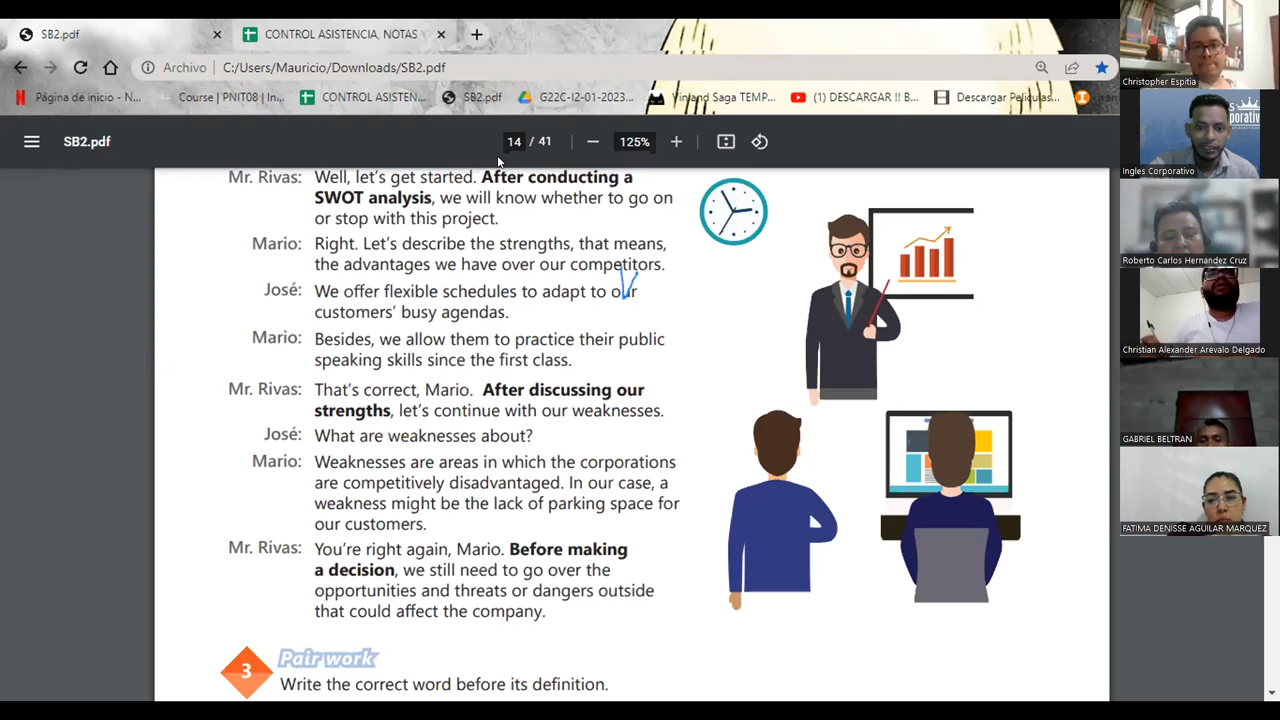 SB2.pdf
CONTROL ASISTENCIA, NOTAS Y
Archivo
C:/Users/Mauricio/Downloads/SB2.pdf
Página de inicio - N...
Course | PNIT08 | In...
CONTROL ASISTEN...
SB2.pdf
G22C-I2-01-2023...
Vinland Saga TEMP...
(1) DESCARGAR !! B...
Descargar Peliculas...
SB2.pdf
14 / 41
125%
Mr. Rivas: Well, let's get started. After conducting a
SWOT analysis, we will know whether to go on
or stop with this project.
Mario: Right. Let's describe the strengths, that means,
the advantages we have over our competitors.
José: We offer flexible schedules to adapt to our
customers' busy agendas.
Mario: Besides, we allow them to practice their public
speaking skills since the first class.
Mr. Rivas: That's correct, Mario. After discussing our
strengths, let's continue with our weaknesses.
José: What are weaknesses about?
Mario: Weaknesses are areas in which the corporations
are competitively disadvantaged. In our case, a
weakness might be the lack of parking space for
our customers.
Mr. Rivas: You're right again, Mario. Before making
a decision, we still need to go over the
opportunities and threats or dangers outside
that could affect the company.
3
Pair work
Write the correct word before its definition.
Christopher Espitia
Ingles Corporativo
Roberto Carlos Hernandez Cruz
Christian Alexander Arevalo Delgado
GABRIEL BELTRAN
FATIMA DENISSE AGUILAR MARQUEZ